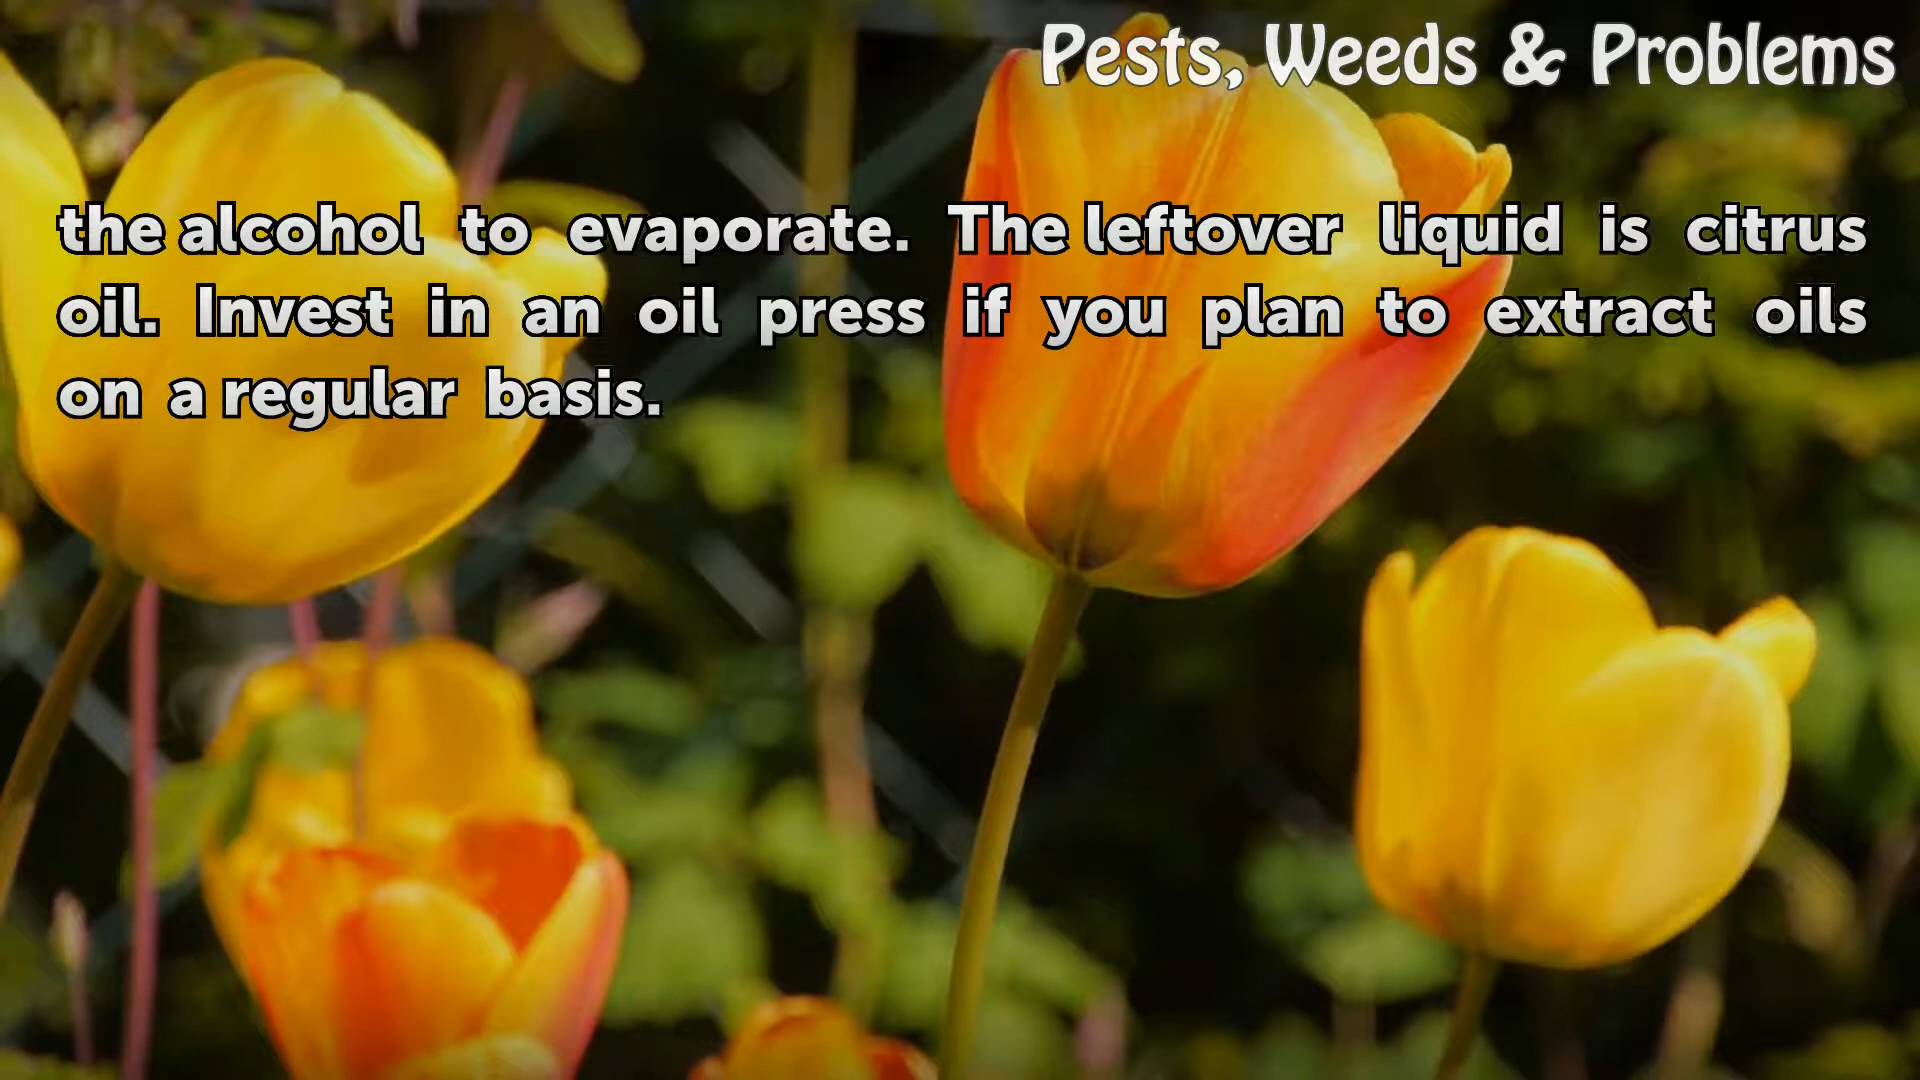 Pests, Weeds & Problems
the alcohol to evaporate. The leftover liquid is citrus
oil. Invest in an oil press if you plan to extract oils
on a regular basis.